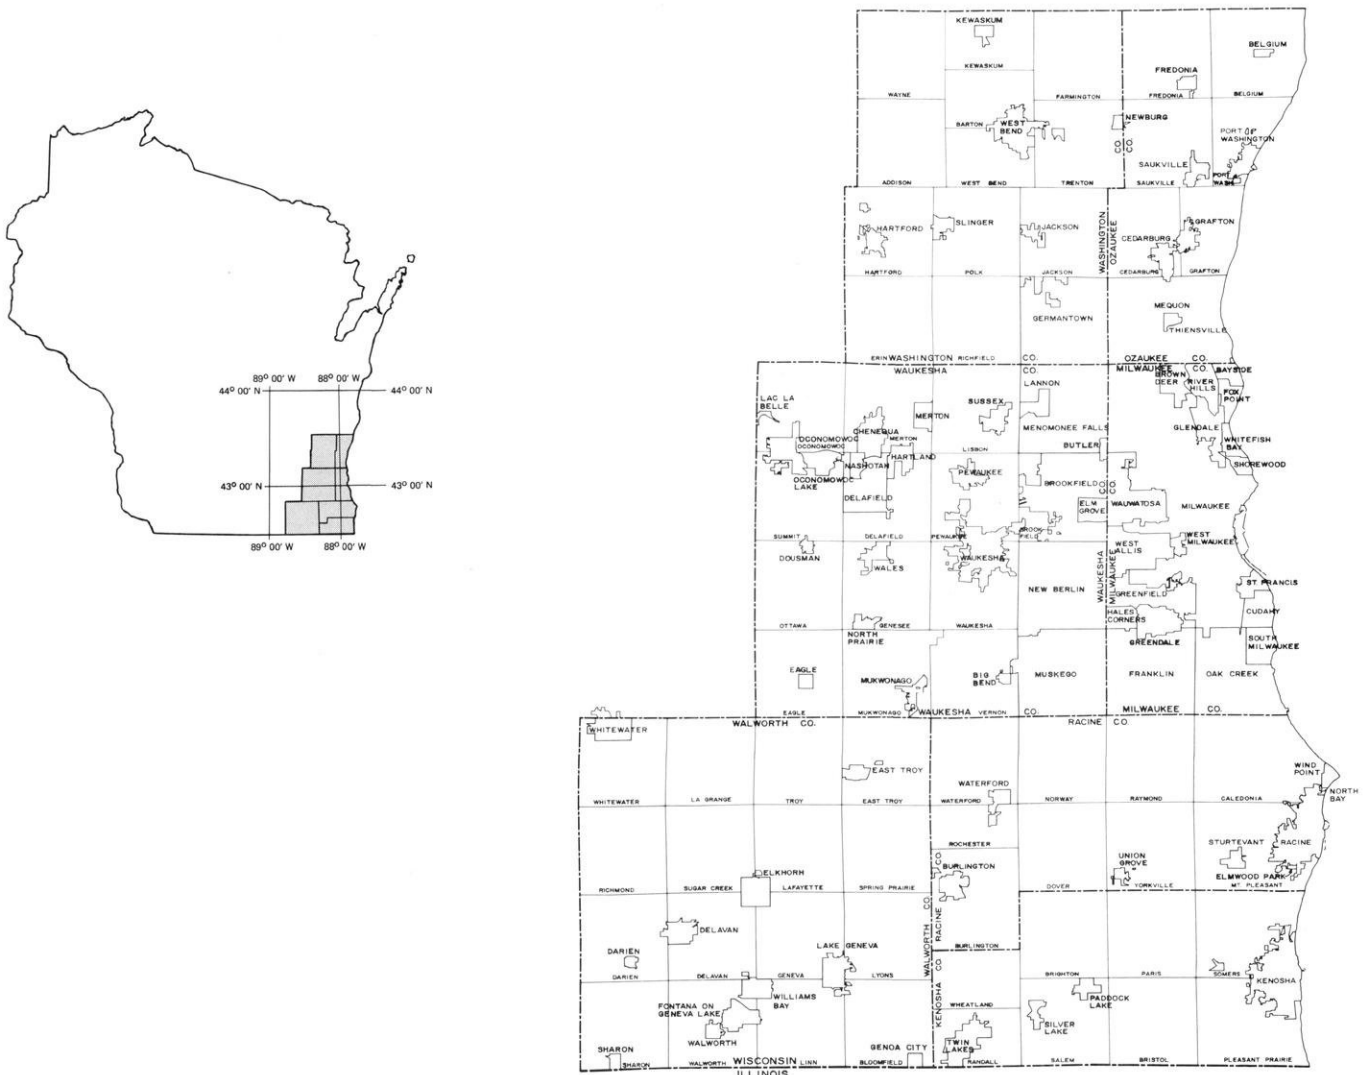 89° 00' W 88° 00' W
44° 00' N 44° 00' N
43° 00' N 43° 00' N
89° 00' W 88° 00' W
KEWASKUM
BELGIUM
KEWASKUM
FREDONIA
WAYNE
FARMINGTON
FREDONIA
BELGIUM
BARTON
WEST
BEND
NEWBURG
CO.
CO.
PORT
WASHINGTON
SAUKVILLE
PORT
WASH.
ADDISON
WEST BEND
TRENTON
SAUKVILLE
HARTFORD
SLINGER
JACKSON
WASHINGTON
OZAUKEE
GRAFTON
CEDARBURG
HARTFORD
POLK
JACKSON
CEDARBURG
GRAFTON
GERMANTOWN
MEQUON
THIENSVILLE
ERIN
WASHINGTON
RICHFIELD
CO.
OZAUKEE CO.
WAUKESHA CO.
MILWAUKEE CO.
LAC LA
BELLE
MERTON
SUSSEX
LANNON
BROWN
DEER
RIVER
HILLS
BAYSIDE
FOX
POINT
CHENEQUA
MENOMONEE FALLS
GLENDALE
OCONOMOWOC
OCONOMOWOC
MERTON
HARTLAND
LISBON
BUTLER
WHITEFISH
BAY
SHOREWOOD
NASHOTAH
OCONOMOWOC
LAKE
DELAFIELD
PEWAUKEE
BROOKFIELD
ELM
GROVE
CO.
CO.
WAUWATOSA
MILWAUKEE
SUMMIT
DELAFIELD
PEWAUKEE
BROOK
FIELD
DOUSMAN
WALES
WAUKESHA
WEST
ALLIS
WEST
MILWAUKEE
WAUKESHA
MILWAUKEE
NEW BERLIN
GREENFIELD
ST. FRANCIS
HALES
CORNERS
CUDAHY
OTTAWA
GENESEE
NORTH
PRAIRIE
WAUKESHA
GREENDALE
SOUTH
MILWAUKEE
EAGLE
MUKWONAGO
BIG
BEND
MUSKEGO
FRANKLIN
OAK CREEK
EAGLE
MUKWONAGO
WAUKESHA
VERNON
CO.
MILWAUKEE CO.
WALWORTH CO.
RACINE CO.
WHITEWATER
EAST TROY
WATERFORD
WIND
POINT
NORTH
BAY
WHITEWATER
LA GRANGE
TROY
EAST TROY
WATERFORD
NORWAY
RAYMOND
CALEDONIA
ROCHESTER
STURTEVANT
RACINE
ELKHORH
CO.
BURLINGTON
UNION
GROVE
ELMWOOD PARK
RICHMOND
SUGAR CREEK
LAFAYETTE
SPRING PRAIRIE
DOVER
YORKVILLE
MT. PLEASANT
WALWORTH CO.
RACINE
DELAVAN
DARIEN
LAKE GENEVA
BURLINGTON
DARIEN
DELAVAN
GENEVA
LYONS
KENOSHA CO.
BRIGHTON
PARIS
SOMERS
KENOSHA
WILLIAMS
BAY
FONTANA ON
GENEVA LAKE
WHEATLAND
PADDOCK
LAKE
SILVER
LAKE
WALWORTH
SHARON
GENOA CITY
TWIN
LAKES
SHARON
WALWORTH
WISCONSIN
LINN
BLOOMFIELD
RANDALL
SALEM
BRISTOL
PLEASANT PRAIRIE
ILLINOIS